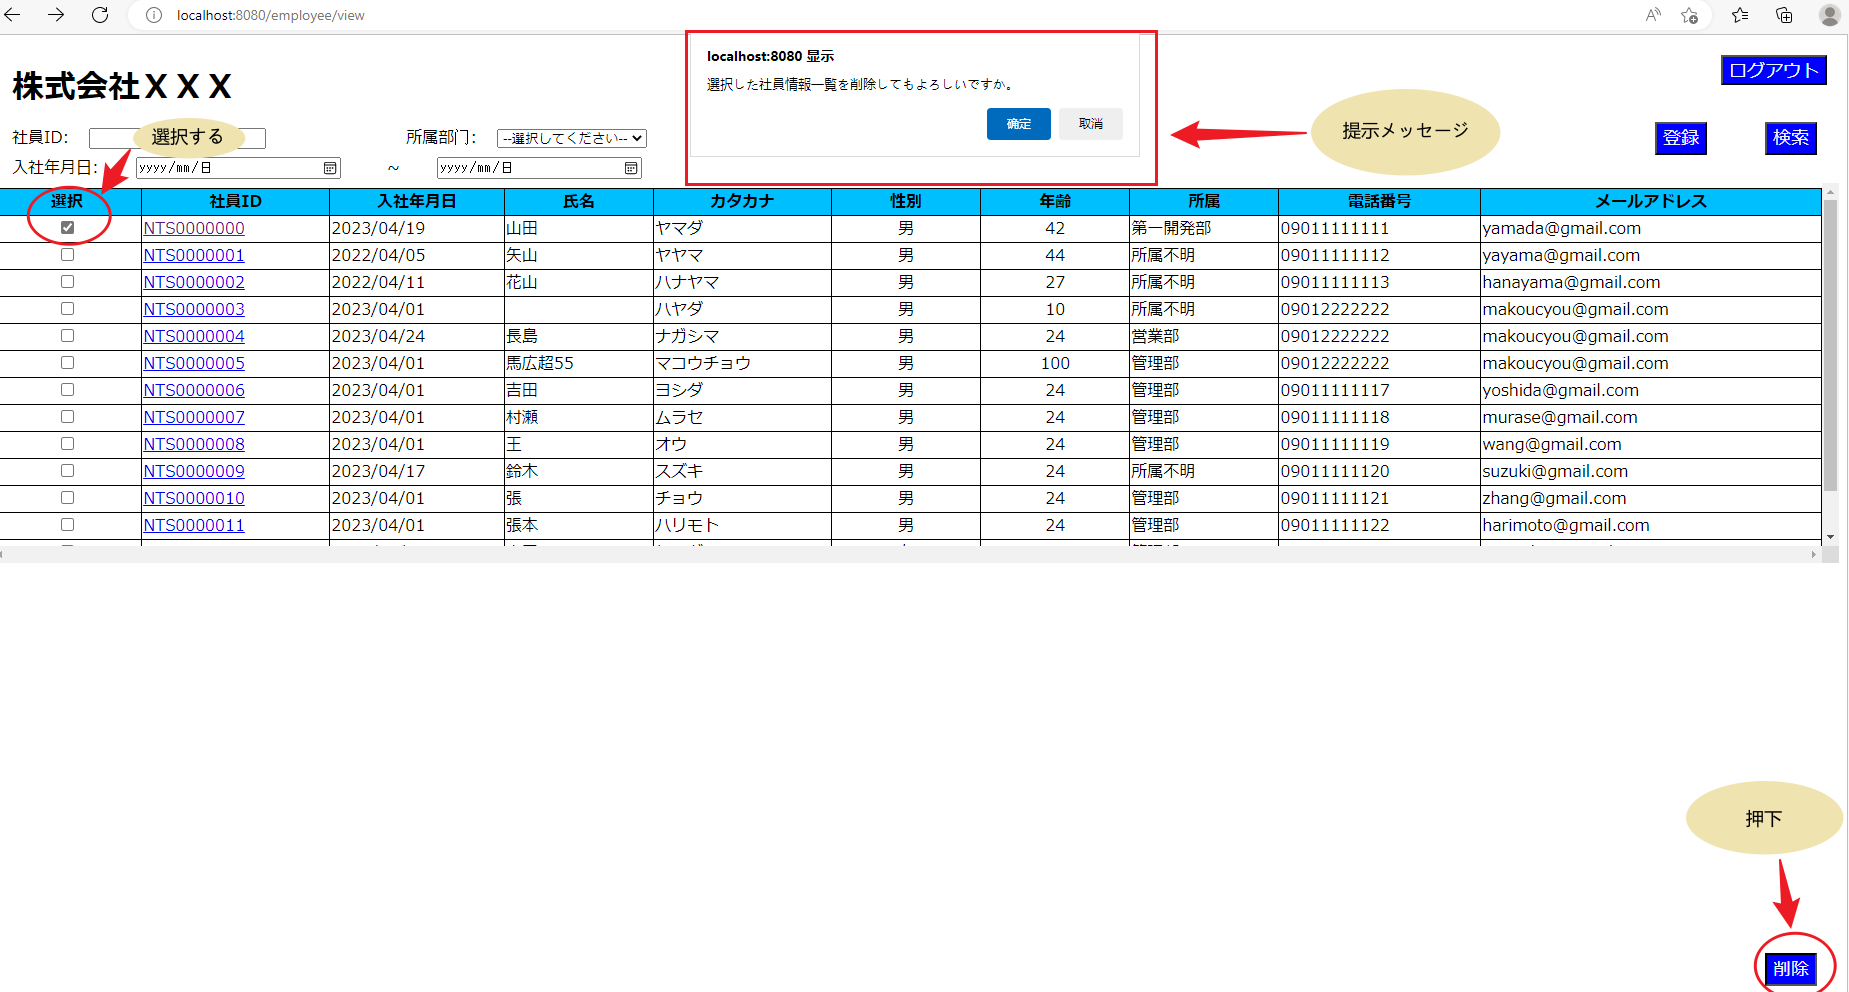 localhost:8080/employee/view
localhost:8080 显示
選択した社員情報一覧を削除してもよろしいですか。
确定 取消
提示メッセージ
株式会社ＸＸＸ
ログアウト
社員ID: 選択する 所属部门: --選択してください--
登録 検索
入社年月日: yyyy/mm/日 ~ yyyy/mm/日
選択 社員ID 入社年月日 氏名 カタカナ 性別 年齢 所属 電話番号 メールアドレス
NTS0000000 2023/04/19 山田 ヤマダ 男 42 第一開発部 09011111111 yamada@gmail.com
NTS0000001 2022/04/05 矢山 ヤヤマ 男 44 所属不明 09011111112 yayama@gmail.com
NTS0000002 2022/04/11 花山 ハナヤマ 男 27 所属不明 09011111113 hanayama@gmail.com
NTS0000003 2023/04/01 ハヤダ 男 10 所属不明 09012222222 makoucyou@gmail.com
NTS0000004 2023/04/24 長島 ナガシマ 男 24 営業部 09012222222 makoucyou@gmail.com
NTS0000005 2023/04/01 馬広超55 マコウチョウ 男 100 管理部 09012222222 makoucyou@gmail.com
NTS0000006 2023/04/01 吉田 ヨシダ 男 24 管理部 09011111117 yoshida@gmail.com
NTS0000007 2023/04/01 村瀬 ムラセ 男 24 管理部 09011111118 murase@gmail.com
NTS0000008 2023/04/01 王 オウ 男 24 管理部 09011111119 wang@gmail.com
NTS0000009 2023/04/17 鈴木 スズキ 男 24 所属不明 09011111120 suzuki@gmail.com
NTS0000010 2023/04/01 張 チョウ 男 24 管理部 09011111121 zhang@gmail.com
NTS0000011 2023/04/01 張本 ハリモト 男 24 管理部 09011111122 harimoto@gmail.com
押下
削除